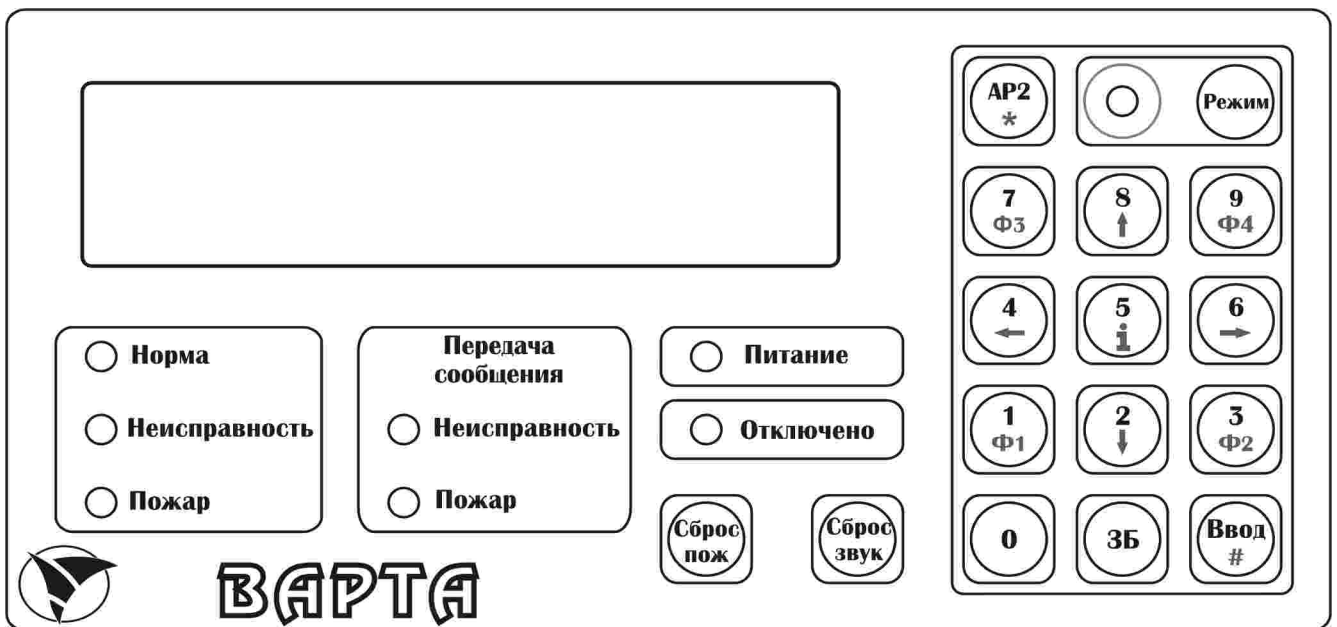 АР2
*
Режим
7
Ф3
8
↑
9
Ф4
4
←
5
i
6
→
1
Ф1
2
↓
3
Ф2
0
ЗБ
Ввод
#
Норма
Неисправность
Пожар
Передача
сообщения
Неисправность
Пожар
Питание
Отключено
Сброс
пож
Сброс
звук
ВАРТА